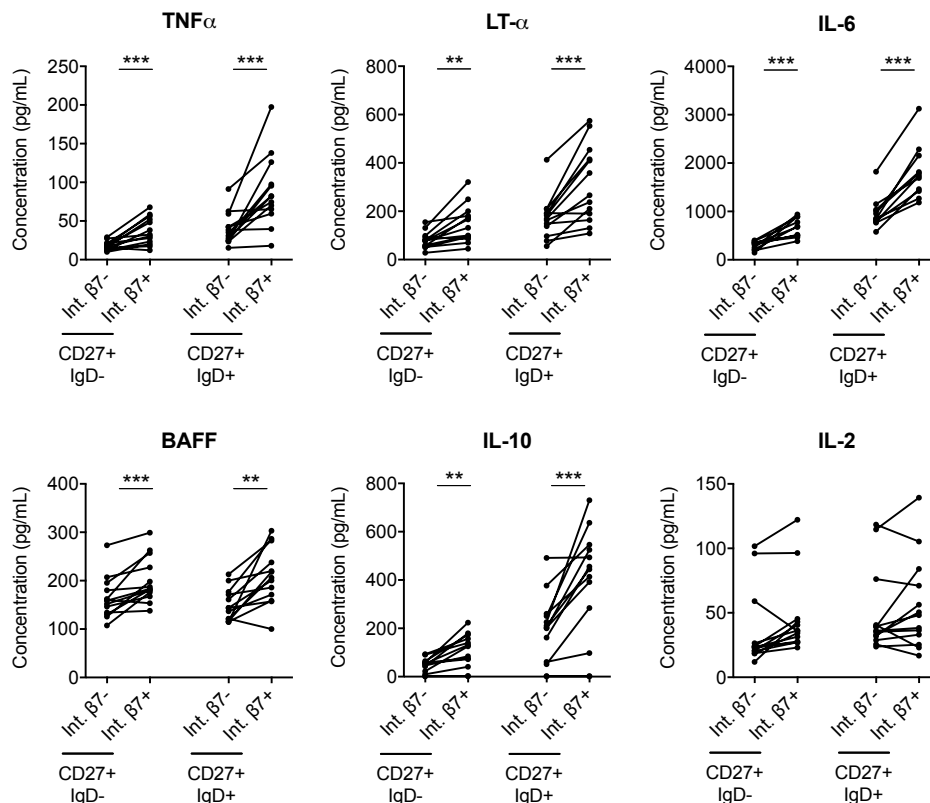 TNFα
LT-α
IL-6
Concentration (pg/mL)
250
200
150
100
50
0
***
***
Int. β7-
Int. β7+
Int. β7-
Int. β7+
CD27+
IgD-
CD27+
IgD+
Concentration (pg/mL)
800
600
400
200
0
**
***
Int. β7-
Int. β7+
Int. β7-
Int. β7+
CD27+
IgD-
CD27+
IgD+
Concentration (pg/mL)
4000
3000
2000
1000
0
***
***
Int. β7-
Int. β7+
Int. β7-
Int. β7+
CD27+
IgD-
CD27+
IgD+
BAFF
IL-10
IL-2
Concentration (pg/mL)
400
300
200
100
0
***
**
Int. β7-
Int. β7+
Int. β7-
Int. β7+
CD27+
IgD-
CD27+
IgD+
Concentration (pg/mL)
800
600
400
200
0
**
***
Int. β7-
Int. β7+
Int. β7-
Int. β7+
CD27+
IgD-
CD27+
IgD+
Concentration (pg/mL)
150
100
50
0
Int. β7-
Int. β7+
Int. β7-
Int. β7+
CD27+
IgD-
CD27+
IgD+